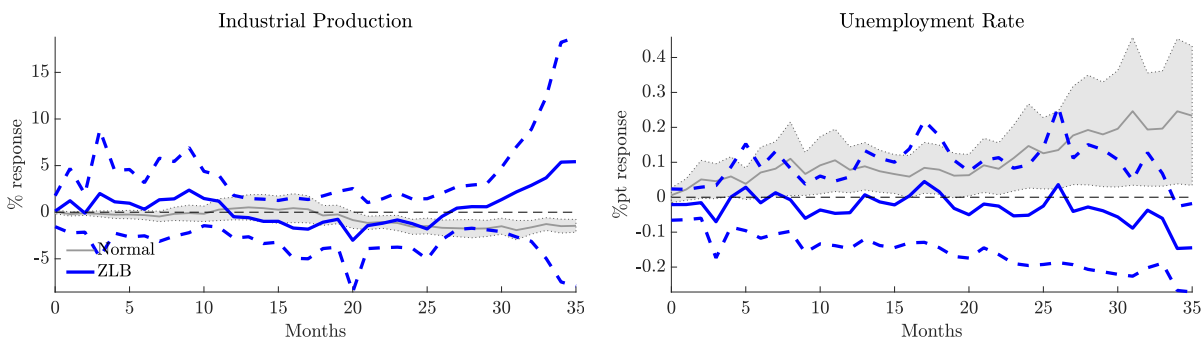 Industrial Production
% response
15
10
5
0
-5
Normal
ZLB
0 5 10 15 20 25 30 35
Months
Unemployment Rate
%pt response
0.4
0.3
0.2
0.1
0
-0.1
-0.2
0 5 10 15 20 25 30 35
Months